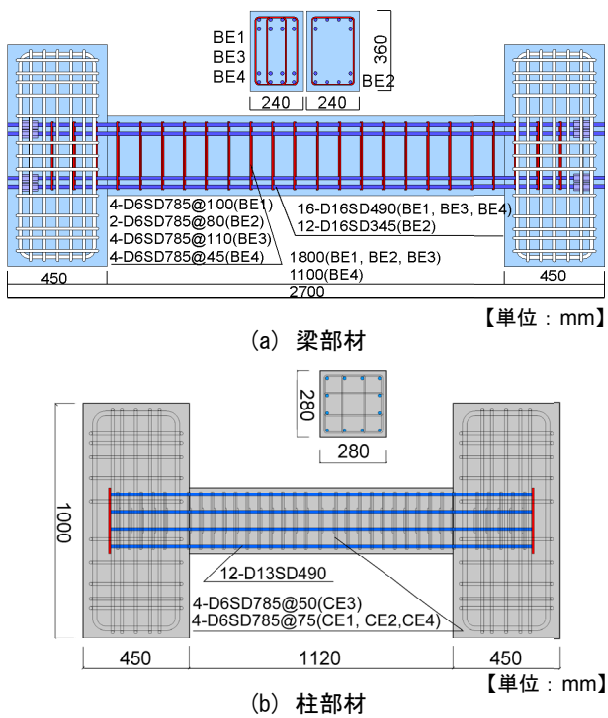 BE1
BE3
BE4
BE2
360
240
240
4-D6SD785@100(BE1)
2-D6SD785@80(BE2)
4-D6SD785@110(BE3)
4-D6SD785@45(BE4)
16-D16SD490(BE1, BE3, BE4)
12-D16SD345(BE2)
1800(BE1, BE2, BE3)
1100(BE4)
450
450
2700
【単位：mm】
(a) 梁部材
280
280
1000
12-D13SD490
4-D6SD785@50(CE3)
4-D6SD785@75(CE1, CE2,CE4)
450
1120
450
【単位：mm】
(b) 柱部材